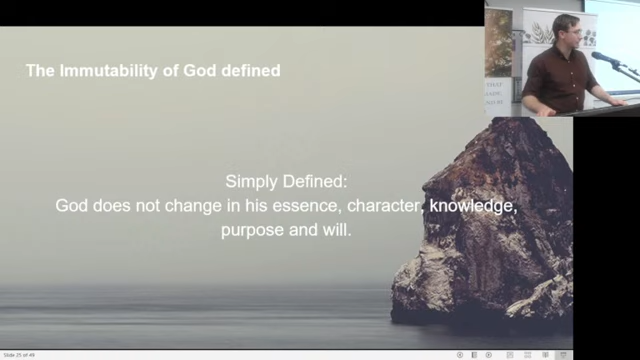 The Immutability of God defined
Simply Defined:
God does not change in his essence, character, knowledge,
purpose and will.
Slide 25 of 49